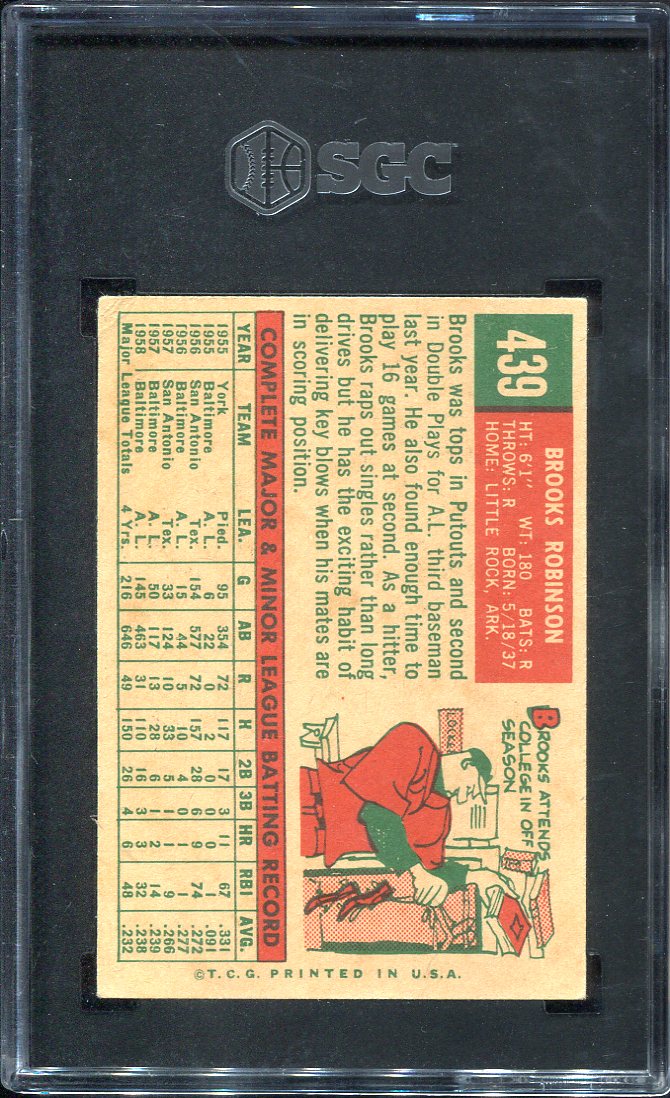 SGC
439
BROOKS ROBINSON
HT: 6'1" WT: 180 BATS: R
THROWS: R BORN: 5/18/37
HOME: LITTLE ROCK, ARK.
Brooks was tops in Putouts and second
in Double Plays for A.L. third baseman
last year. He also found enough time to
play 16 games at second. As a hitter,
Brooks raps out singles rather than long
drives but he has the exciting habit of
delivering key blows when his mates are
in scoring position.
BROOKS ATTENDS
COLLEGE IN OFF
SEASON
COMPLETE MAJOR & MINOR LEAGUE BATTING RECORD
YEAR TEAM LEA. G AB R H 2B 3B HR RBI AVG.
1955 York Pied. 95 354 72 117 17 3 11 67 .331
1955 Baltimore A. L. 6 22 0 2 0 0 0 1 .091
1956 San Antonio Tex. 154 577 72 157 28 6 9 74 .272
1956 Baltimore A. L. 15 44 5 10 4 0 1 1 .277
1957 San Antonio Tex. 33 124 10 33 5 1 1 9 .266
1957 Baltimore A. L. 50 117 13 28 6 1 2 14 .239
1958 Baltimore A. L. 145 463 31 110 16 3 3 32 .238
Major League Totals 4 Yrs. 216 646 49 150 26 4 6 48 .232
©T.C.G. PRINTED IN U.S.A.